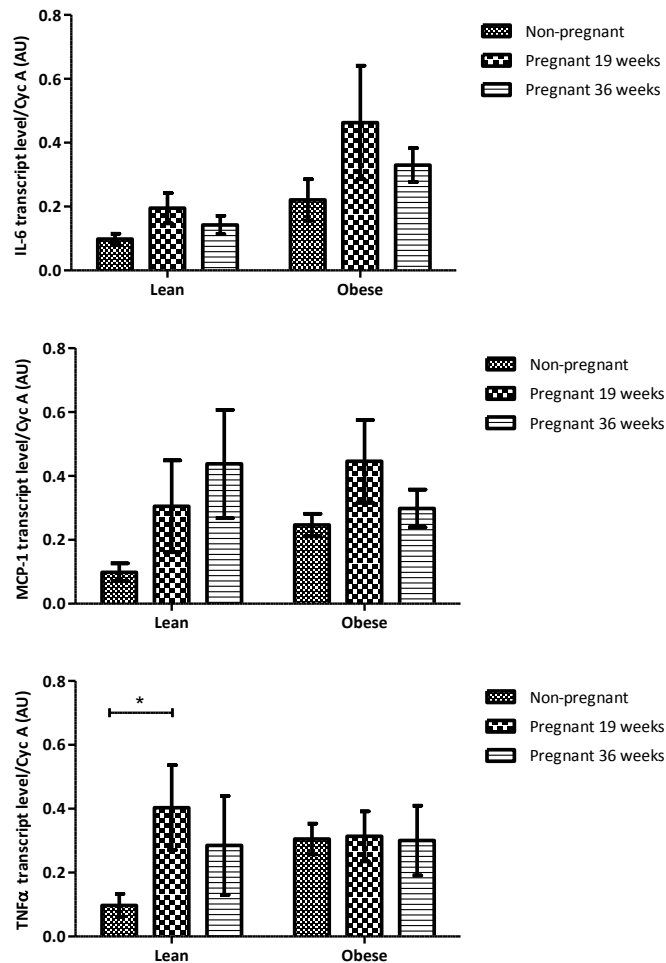 IL-6 transcript level/Cyc A (AU)
0.8
0.6
0.4
0.2
0.0
Lean
Obese
Non-pregnant
Pregnant 19 weeks
Pregnant 36 weeks
MCP-1 transcript level/Cyc A (AU)
0.8
0.6
0.4
0.2
0.0
Lean
Obese
Non-pregnant
Pregnant 19 weeks
Pregnant 36 weeks
TNFα transcript level/Cyc A (AU)
0.8
0.6
0.4
0.2
0.0
*
Lean
Obese
Non-pregnant
Pregnant 19 weeks
Pregnant 36 weeks